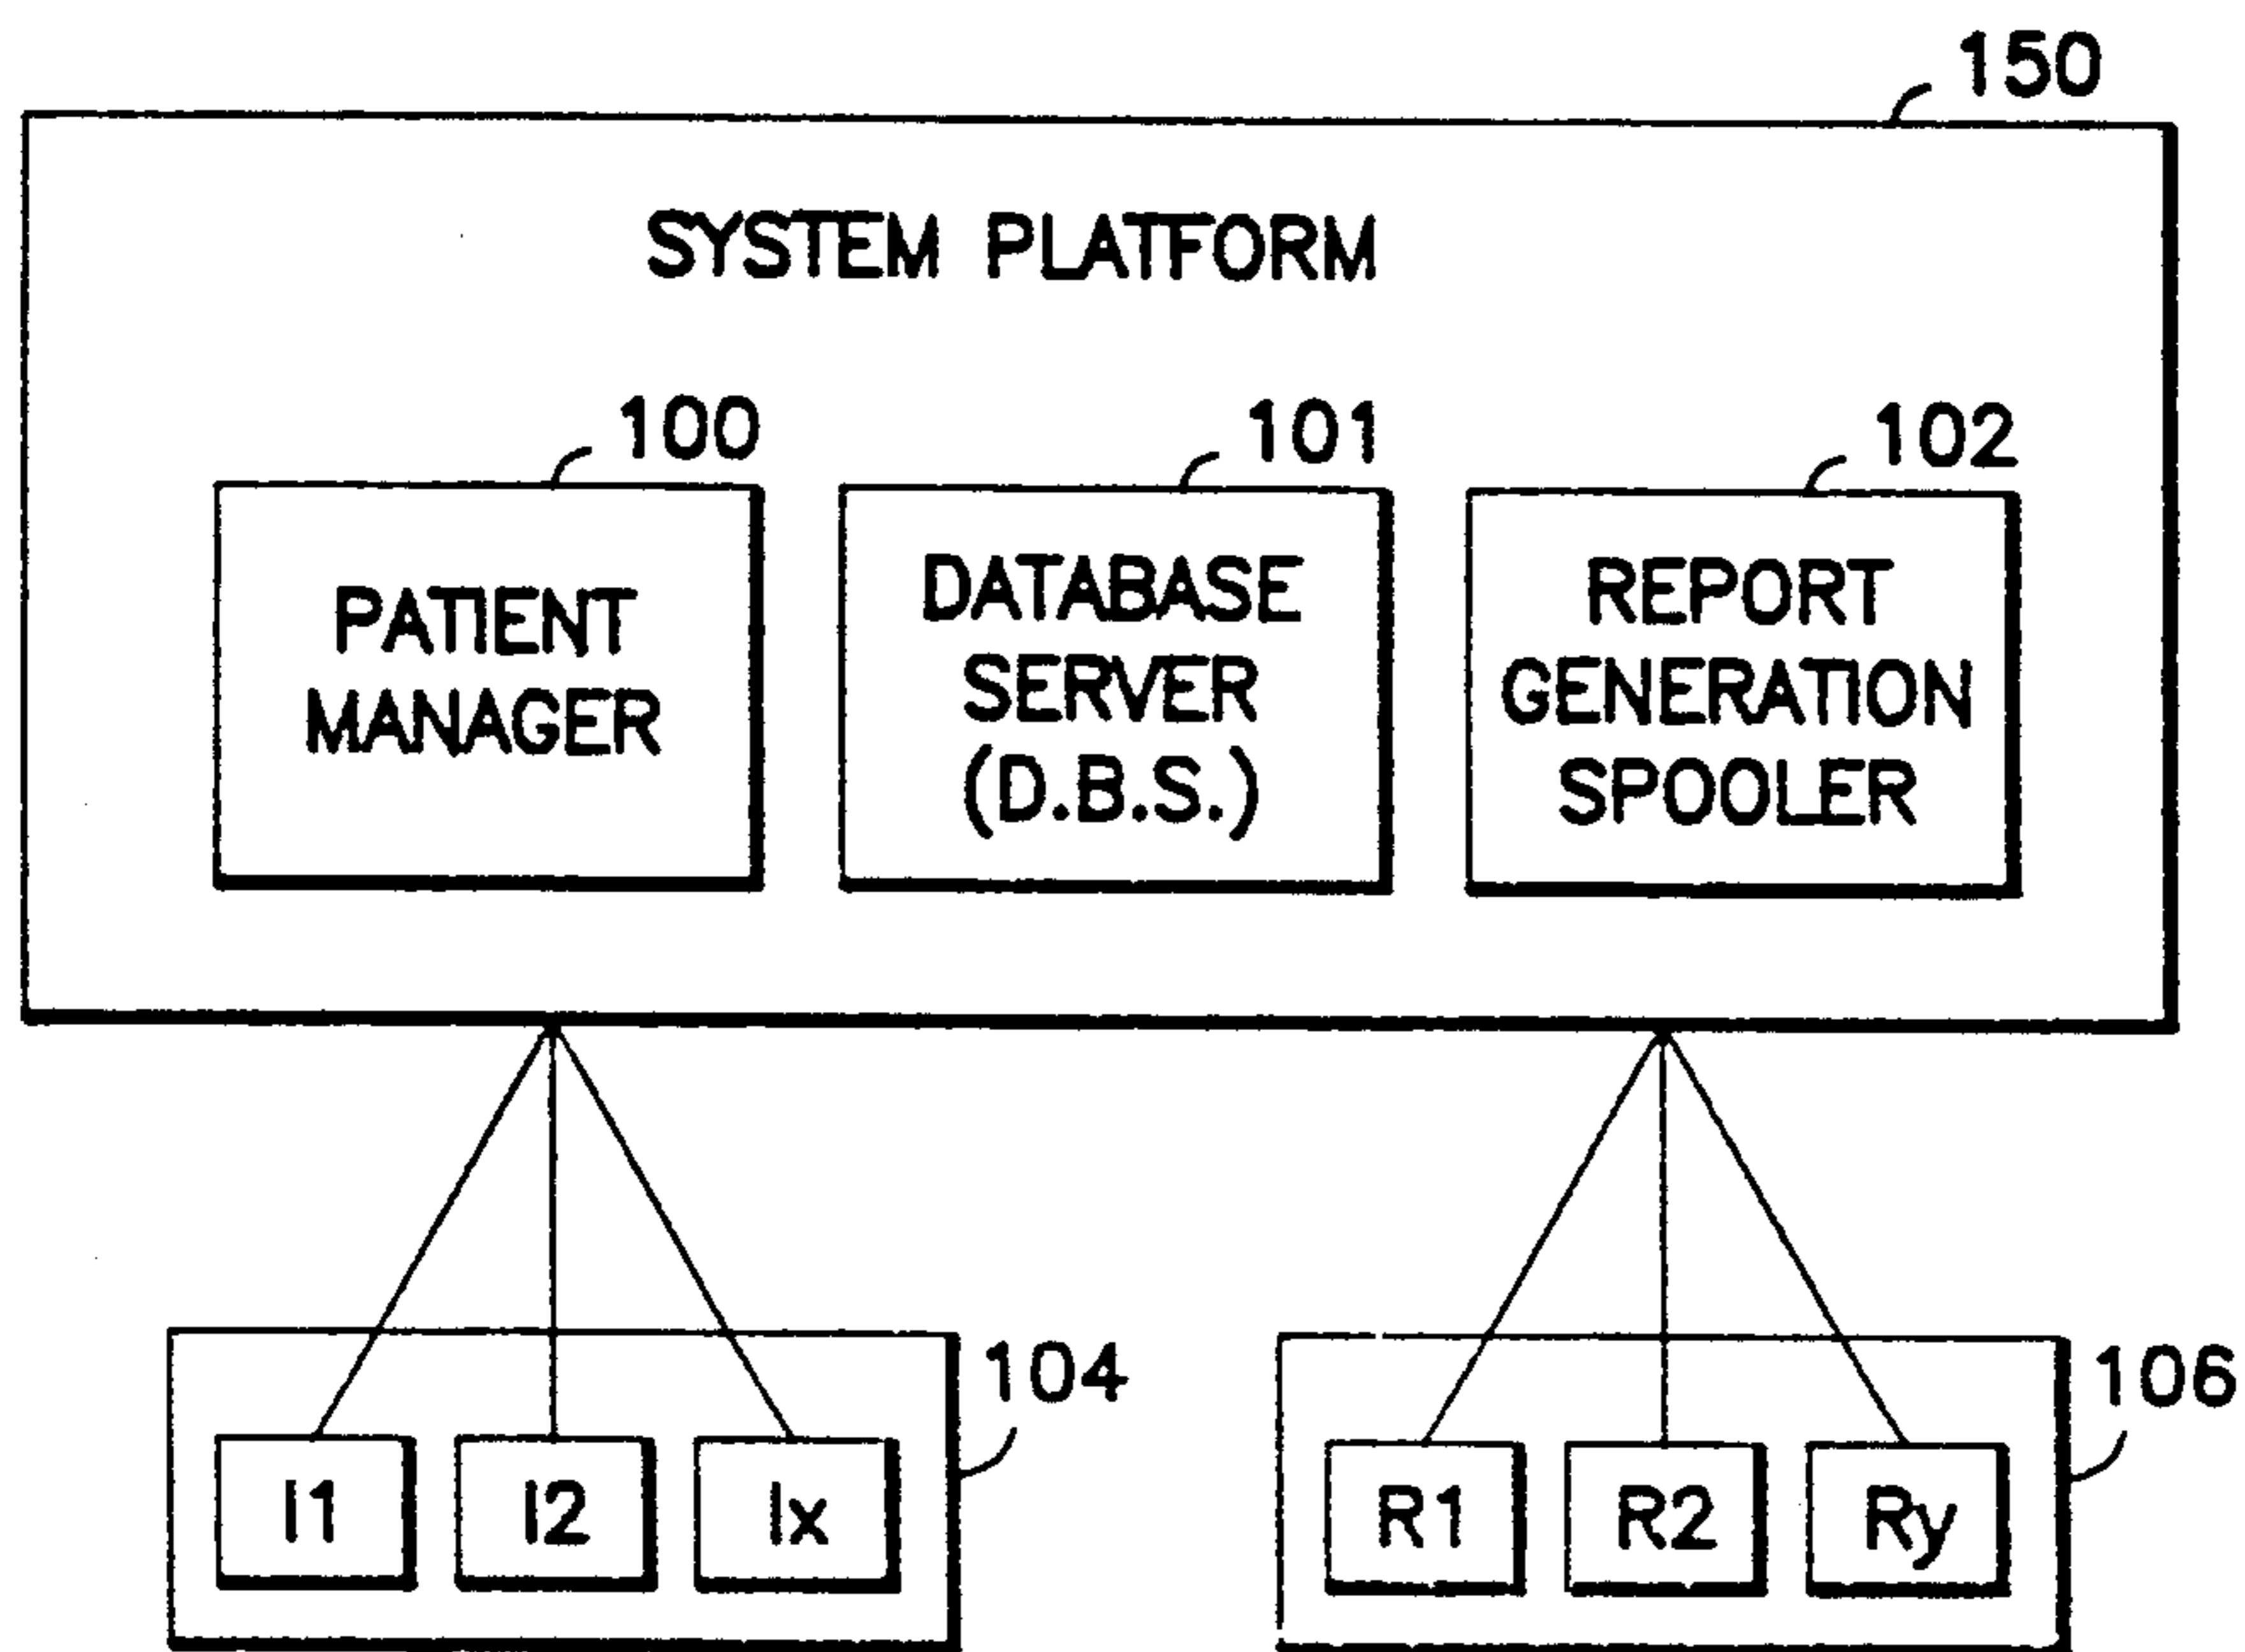 150
SYSTEM PLATFORM
100
101
102
PATIENT
MANAGER
DATABASE
SERVER
(D.B.S.)
REPORT
GENERATION
SPOOLER
104
106
I1
I2
Ix
R1
R2
Ry